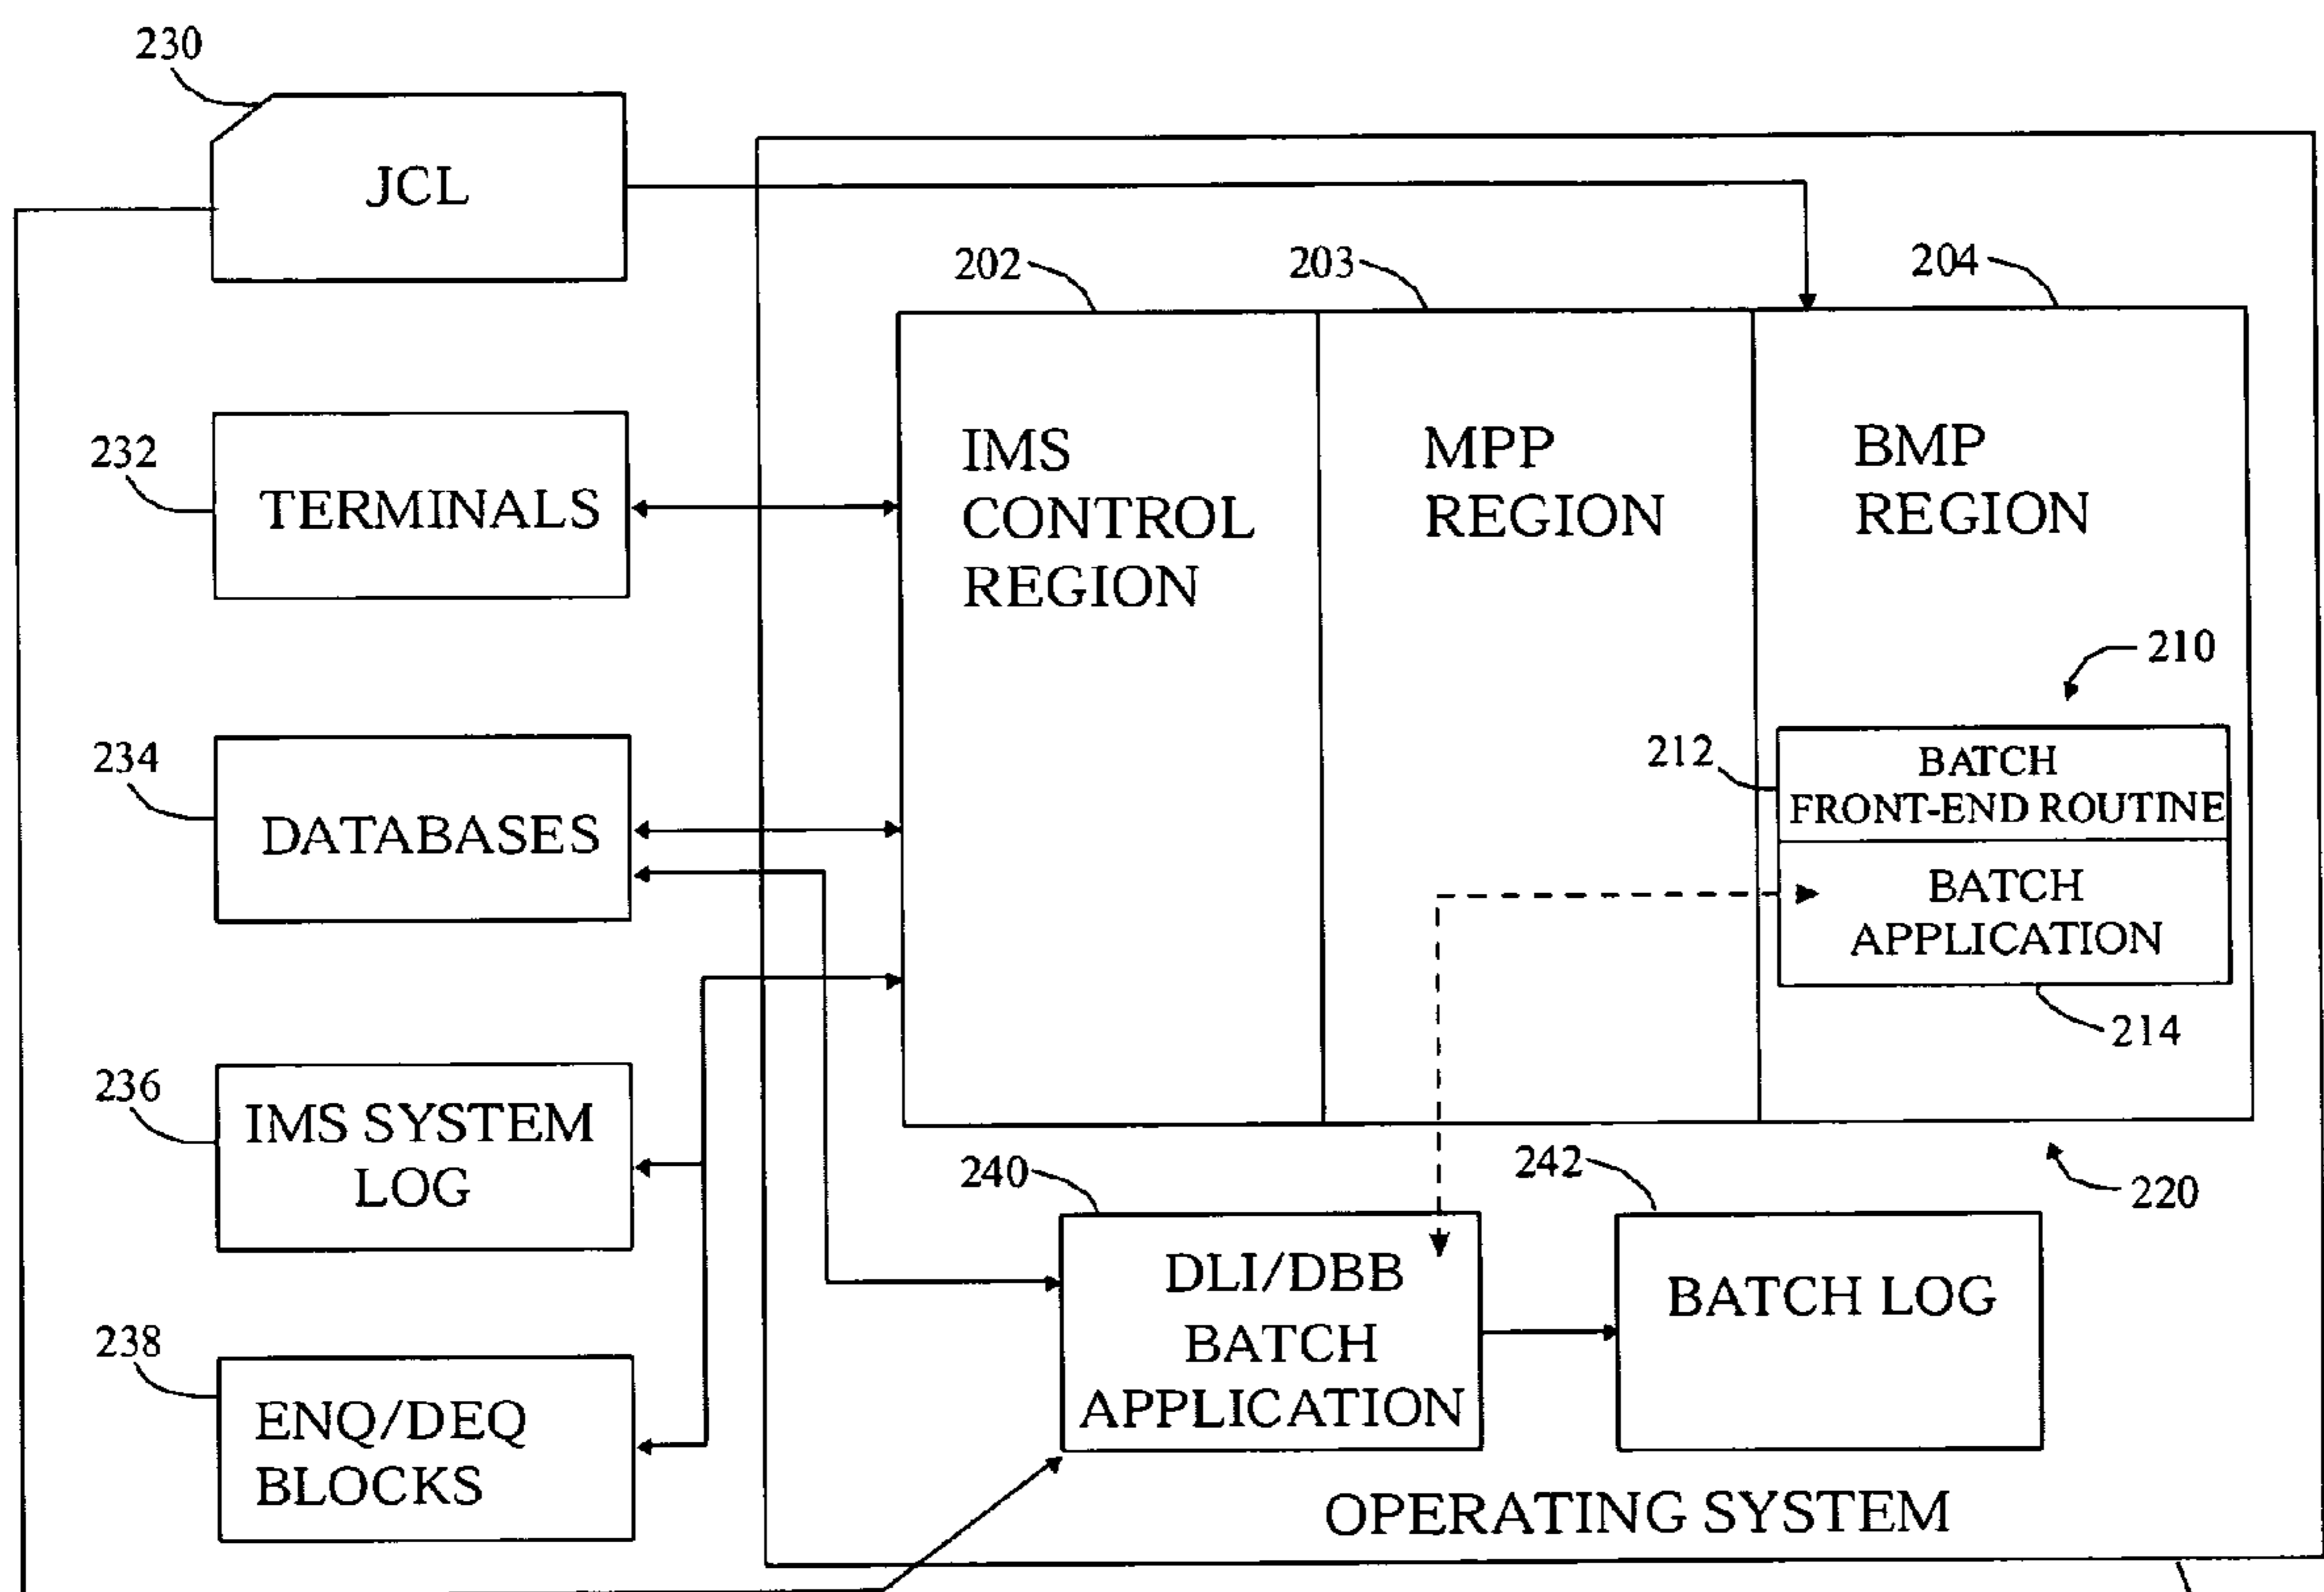 230
JCL
202
203
204
232
TERMINALS
IMS
CONTROL
REGION
MPP
REGION
BMP
REGION
210
234
DATABASES
212
BATCH
FRONT-END ROUTINE
BATCH
APPLICATION
214
236
IMS SYSTEM
LOG
240
242
220
DLI/DBB
BATCH
APPLICATION
BATCH LOG
238
ENQ/DEQ
BLOCKS
OPERATING SYSTEM